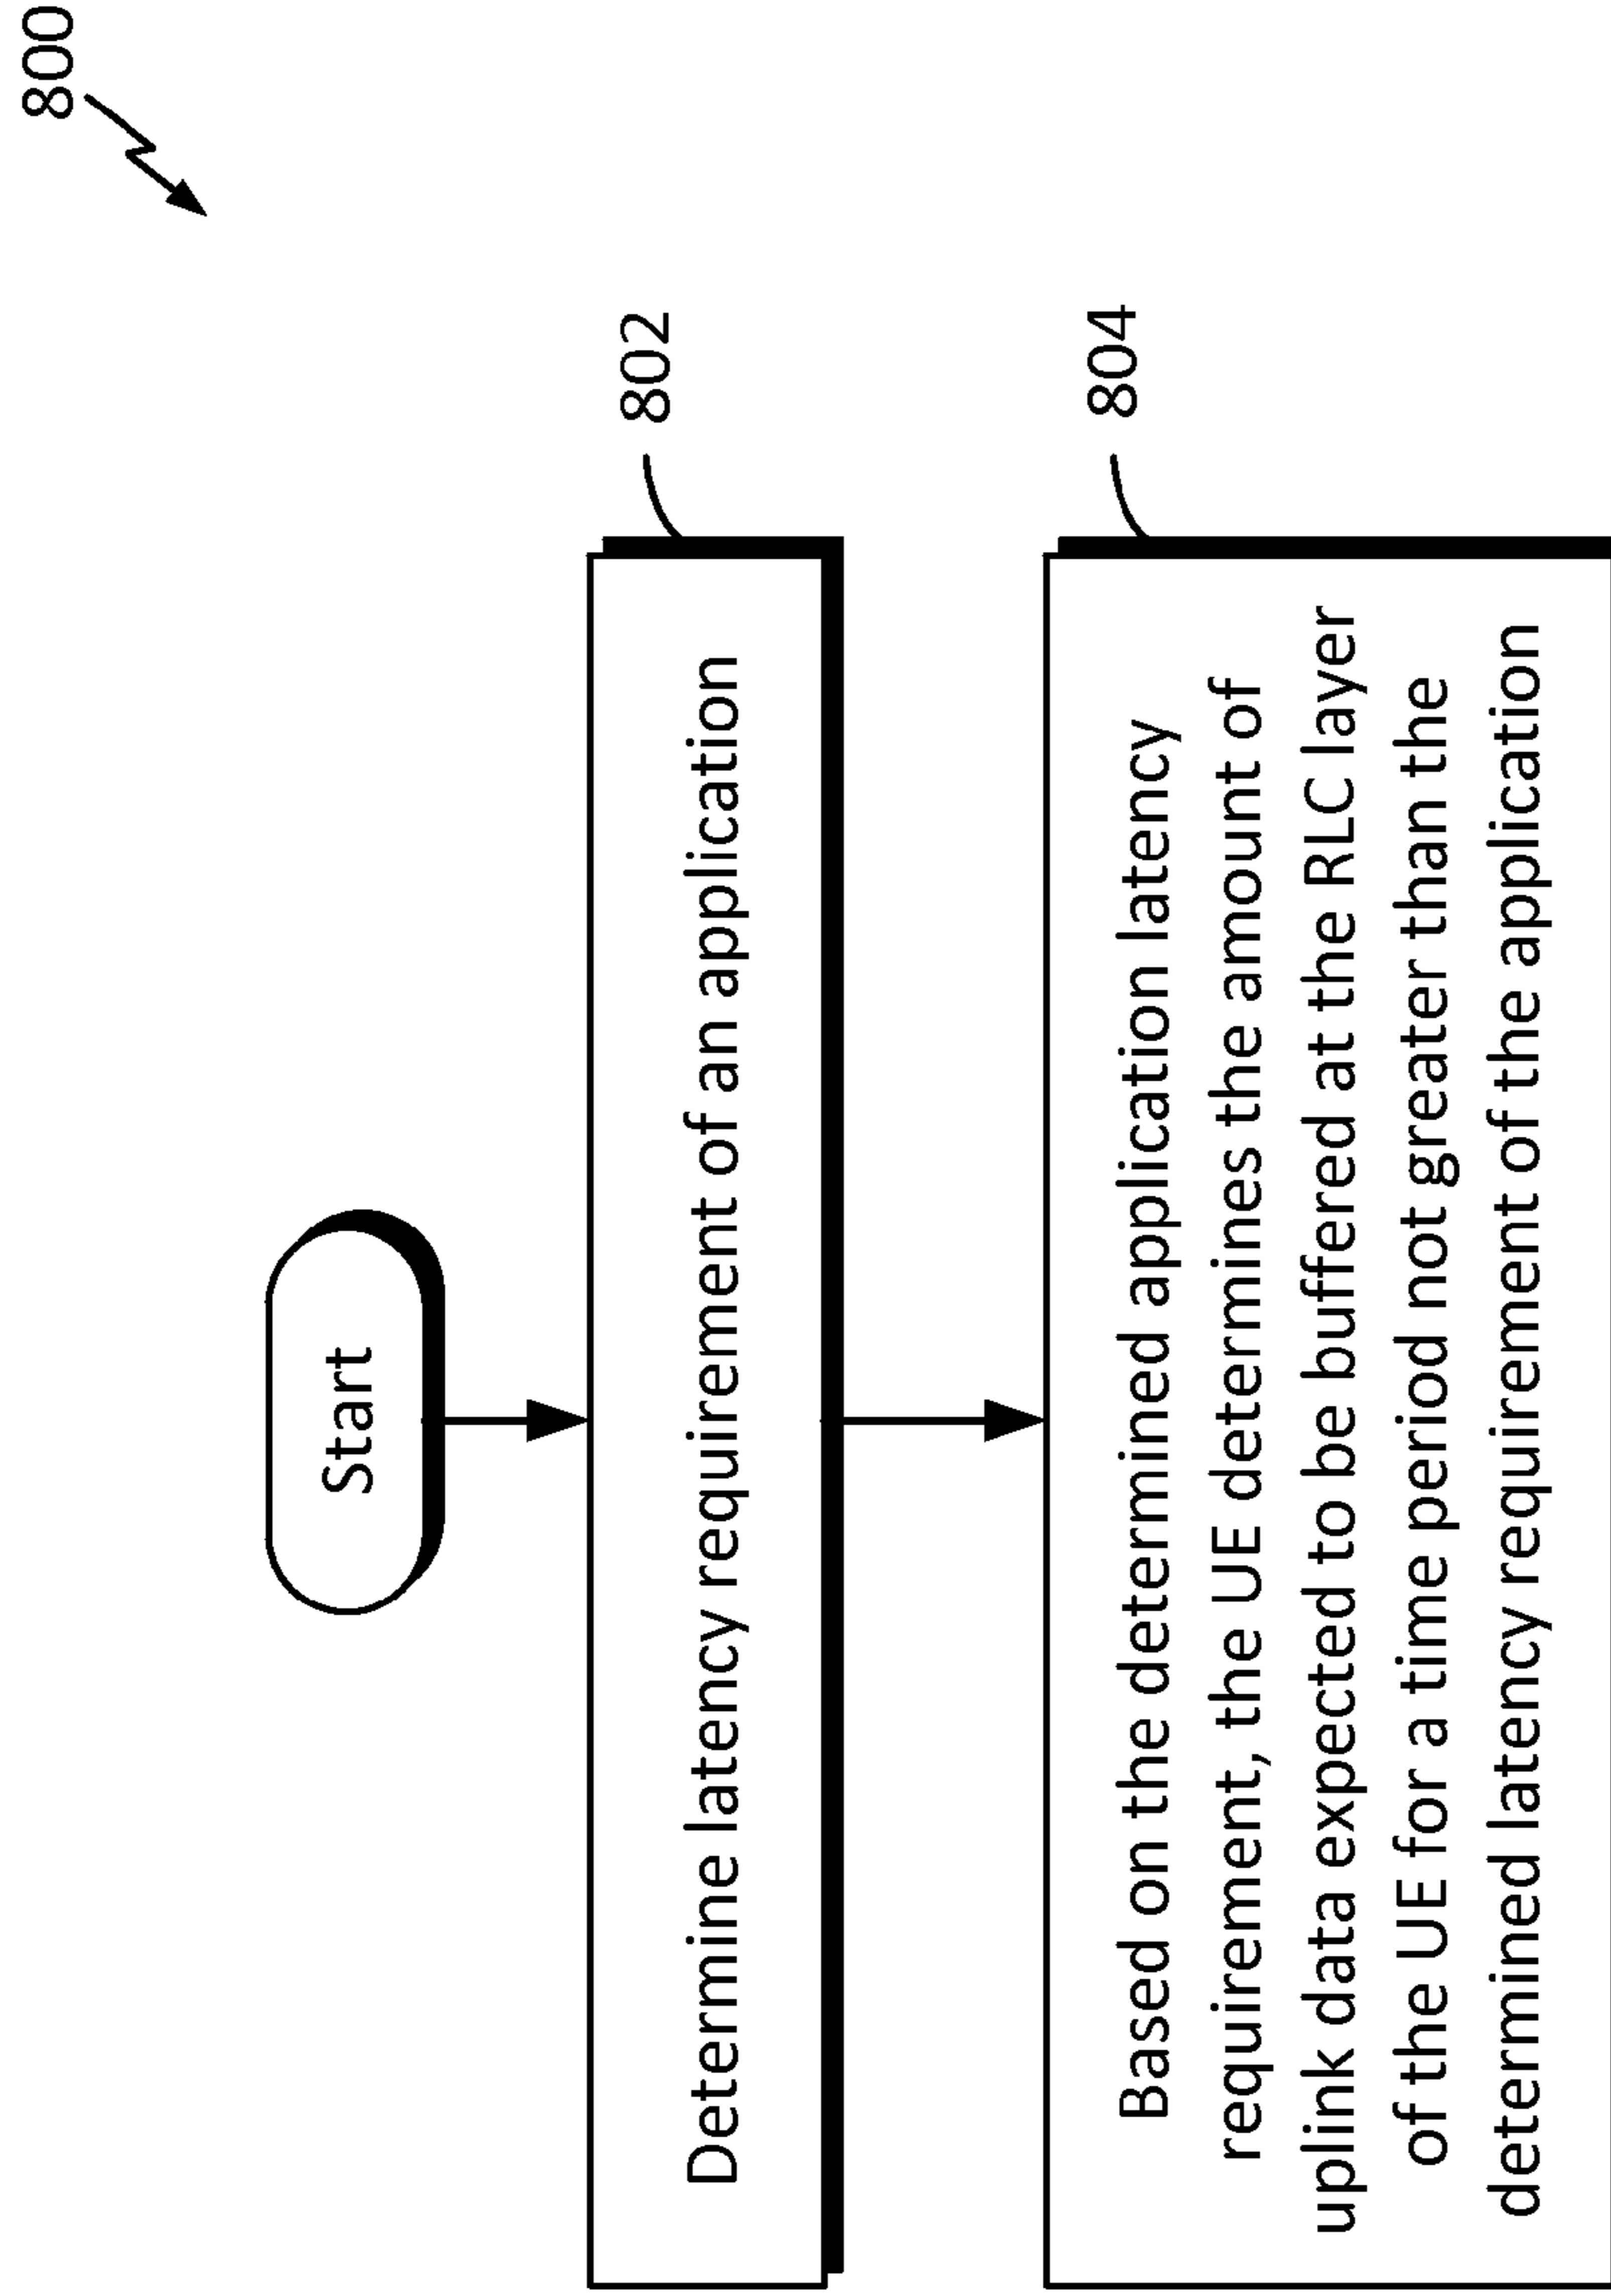 800
Start
802
Determine latency requirement of an application
804
Based on the determined application latency
requirement, the UE determines the amount of
uplink data expected to be buffered at the RLC layer
of the UE for a time period not greater than the
determined latency requirement of the application